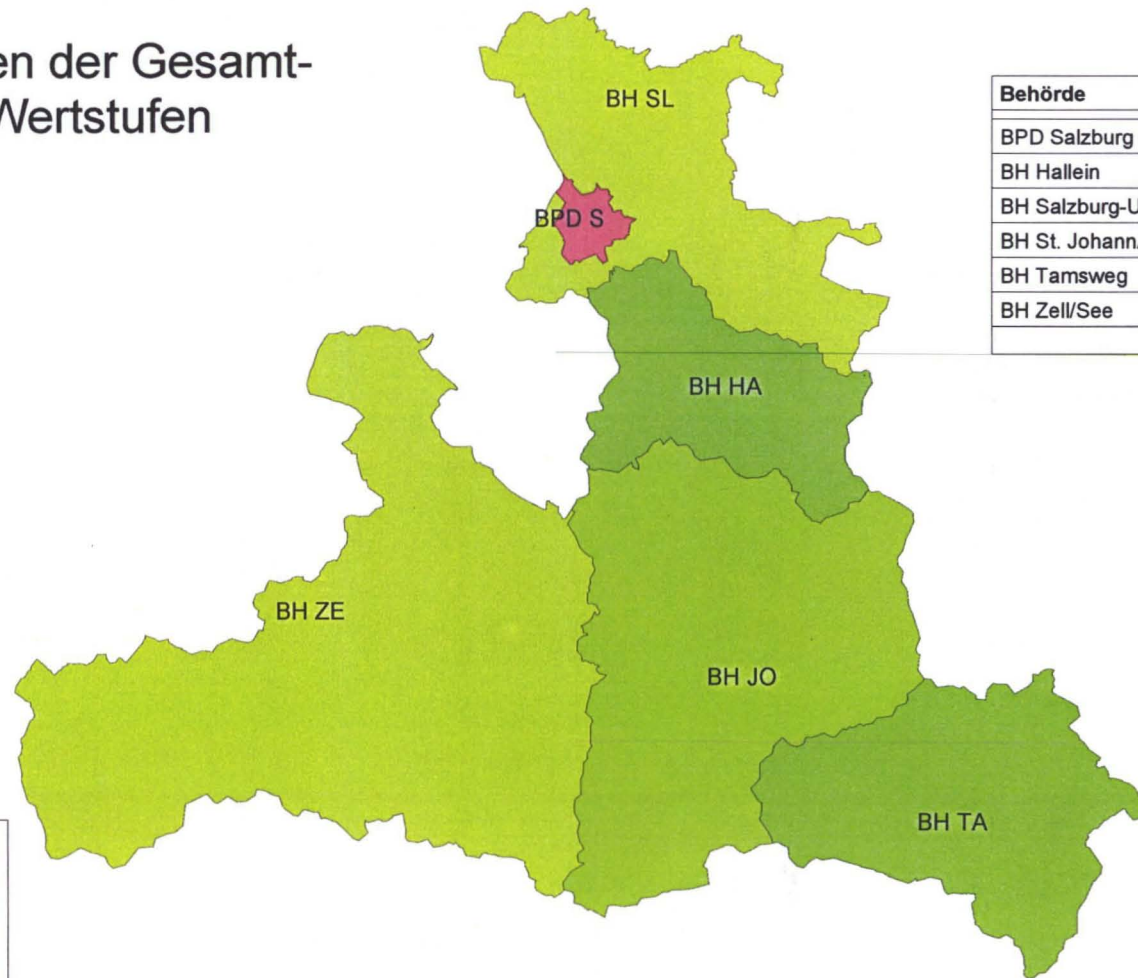 en der Gesamt-
Wertstufen
Behörde
BPD Salzburg
BH Hallein
BH Salzburg-U
BH St. Johann
BH Tamsweg
BH Zell/See
BH SL
BPD S
BH HA
BH ZE
BH JO
BH TA